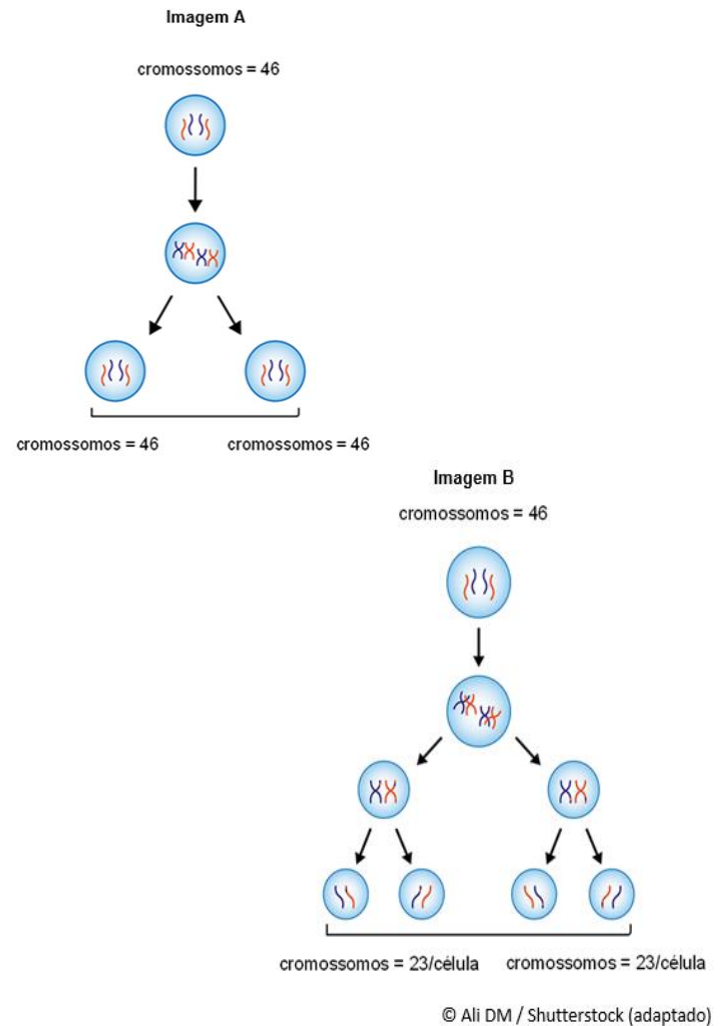 Imagem A
cromossomos = 46
cromossomos = 46
cromossomos = 46
Imagem B
cromossomos = 46
cromossomos = 23/célula
cromossomos = 23/célula
© Ali DM / Shutterstock (adaptado)